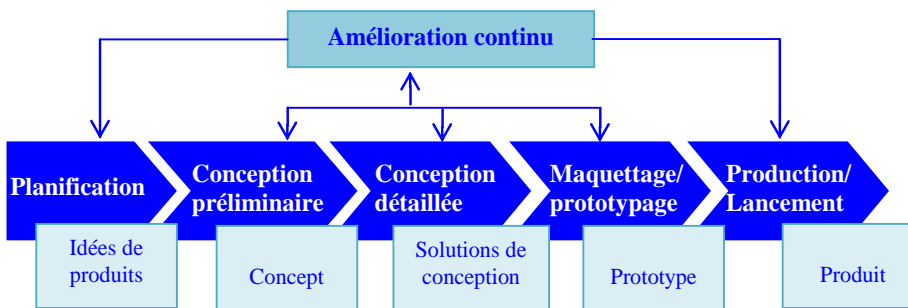 Amélioration continu
Planification
Conception
préliminaire
Conception
détaillée
Maquettage/
prototypage
Production/
Lancement
Idées de
produits
Concept
Solutions de
conception
Prototype
Produit